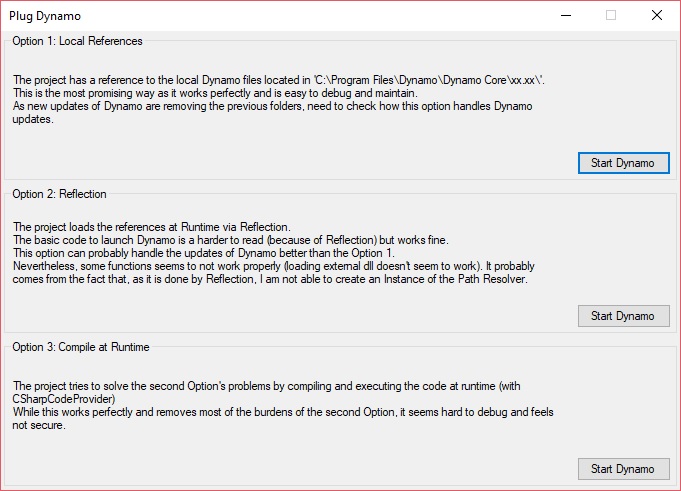 Plug Dynamo
Option 1: Local References
The project has a reference to the local Dynamo files located in 'C:\Program Files\Dynamo\Dynamo Core\xx.xx\'.
This is the most promising way as it works perfectly and is easy to debug and maintain.
As new updates of Dynamo are removing the previous folders, need to check how this option handles Dynamo
updates.
Start Dynamo
Option 2: Reflection
The project loads the references at Runtime via Reflection.
The basic code to launch Dynamo is a harder to read (because of Reflection) but works fine.
This option can probably handle the updates of Dynamo better than the Option 1.
Nevertheless, some functions seems to not work properly (loading external dll doesn't seem to work). It probably
comes from the fact that, as it is done by Reflection, I am not able to create an Instance of the Path Resolver.
Start Dynamo
Option 3: Compile at Runtime
The project tries to solve the second Option's problems by compiling and executing the code at runtime (with
CSharpCodeProvider)
While this works perfectly and removes most of the burdens of the second Option, it seems hard to debug and feels
not secure.
Start Dynamo